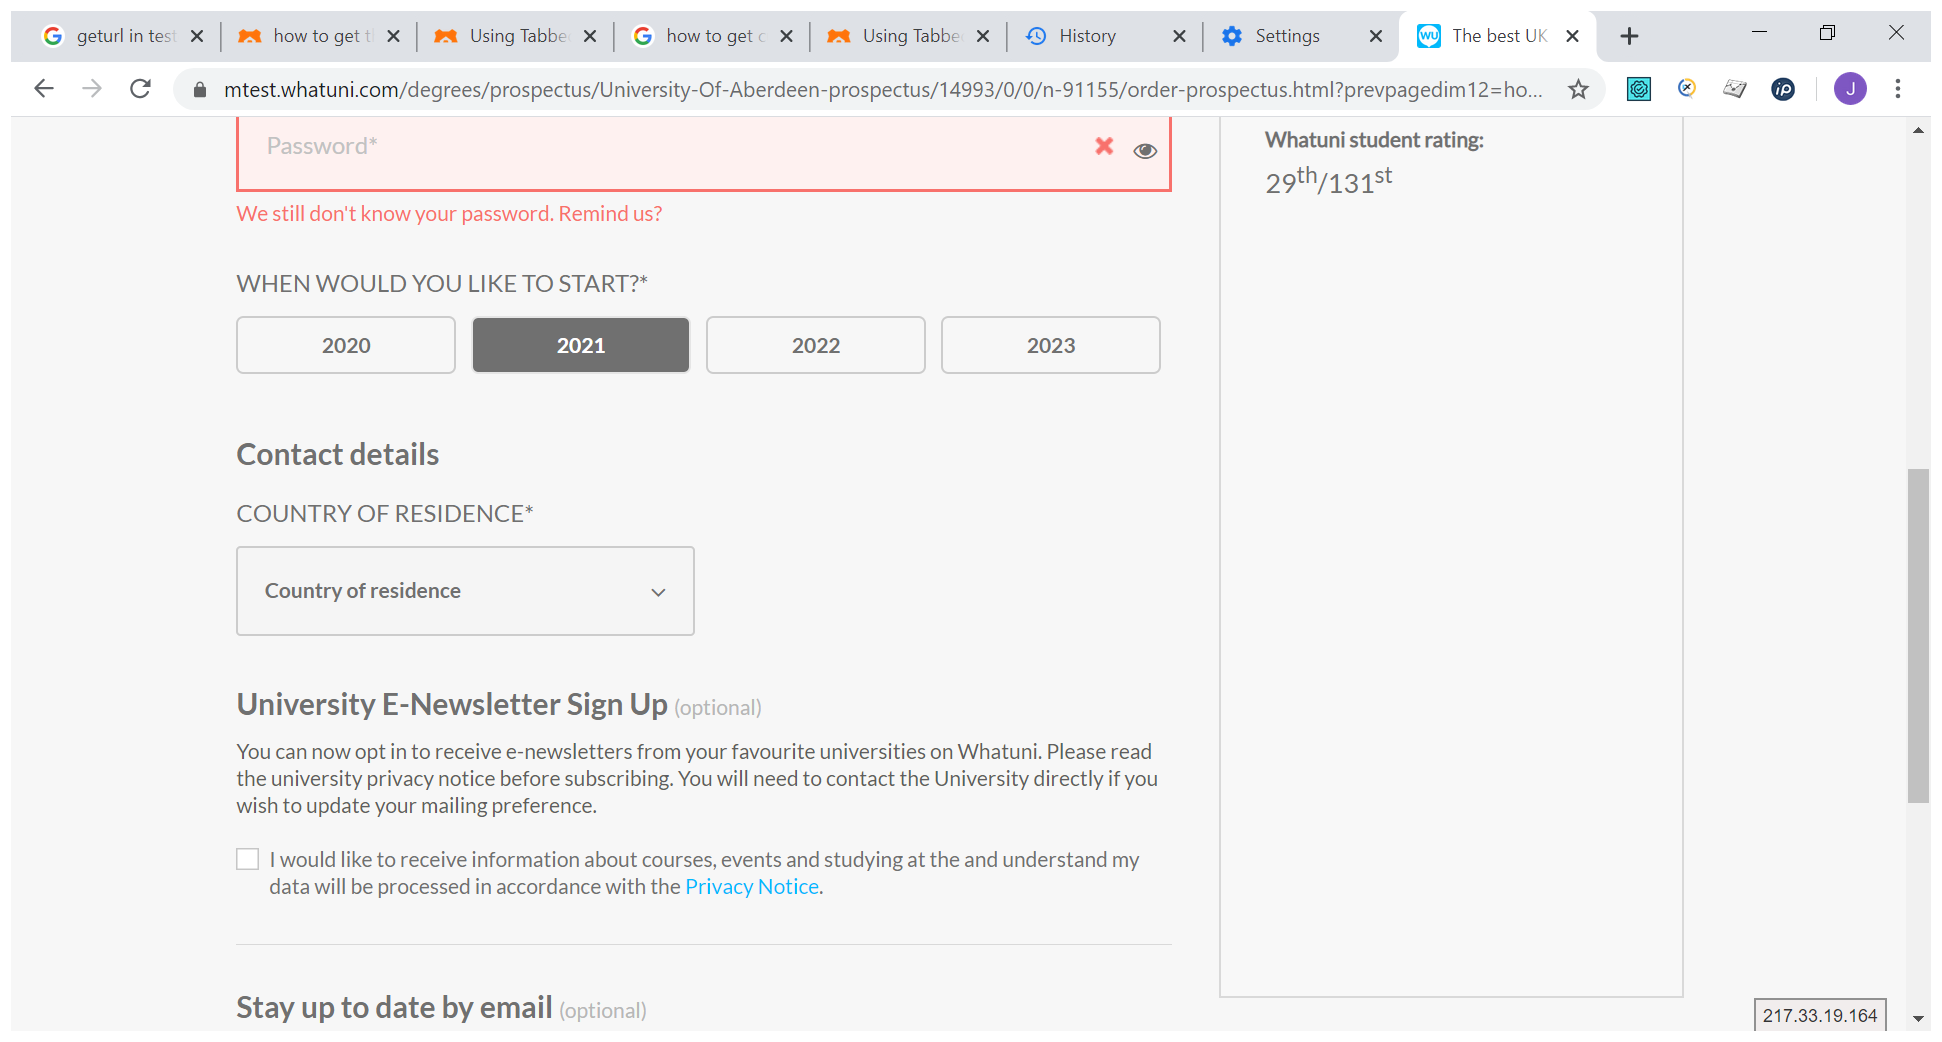 geturl in test
how to get t
Using Tabbe
how to get c
Using Tabbe
History
Settings
The best UK
mtest.whatuni.com/degrees/prospectus/University-Of-Aberdeen-prospectus/14993/0/0/n-91155/order-prospectus.html?prevpagedim12=ho...
J
Password*
We still don't know your password. Remind us?
WHEN WOULD YOU LIKE TO START?*
2020
2021
2022
2023
Contact details
COUNTRY OF RESIDENCE*
Country of residence
University E-Newsletter Sign Up (optional)
You can now opt in to receive e-newsletters from your favourite universities on Whatuni. Please read
the university privacy notice before subscribing. You will need to contact the University directly if you
wish to update your mailing preference.
I would like to receive information about courses, events and studying at the and understand my
data will be processed in accordance with the Privacy Notice.
Stay up to date by email (optional)
Whatuni student rating:
29th/131st
217.33.19.164